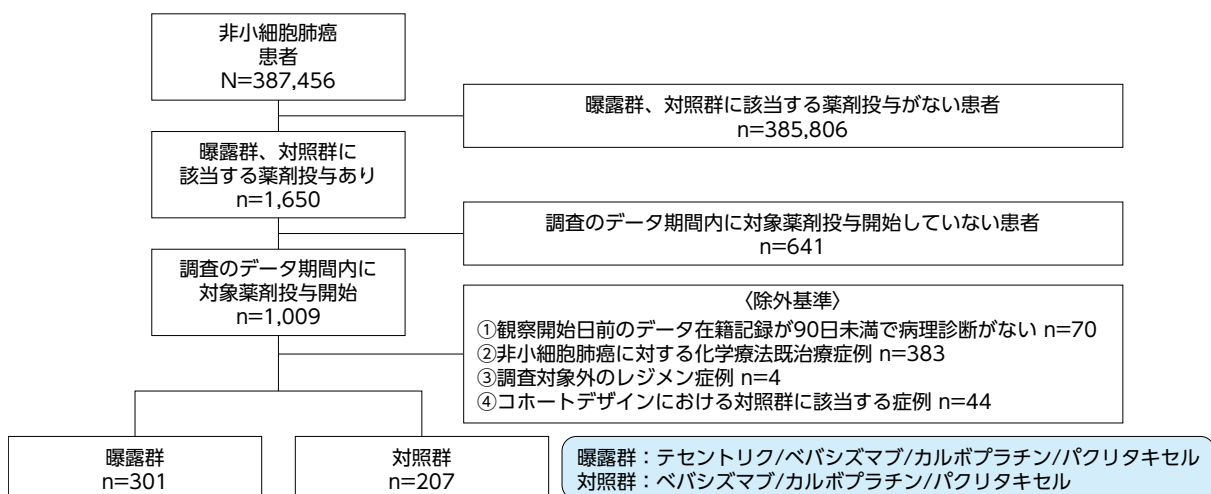 非小細胞肺癌
患者
N=387,456
曝露群、対照群に該当する薬剤投与がない患者
n=385,806
曝露群、対照群に
該当する薬剤投与あり
n=1,650
調査のデータ期間内に対象薬剤投与開始していない患者
n=641
調査のデータ期間内に
対象薬剤投与開始
n=1,009
〈除外基準〉
①観察開始日前のデータ在籍記録が90日未満で病理診断がない n=70
②非小細胞肺癌に対する化学療法既治療症例 n=383
③調査対象外のレジメン症例 n=4
④コホートデザインにおける対照群に該当する症例 n=44
曝露群
n=301
対照群
n=207
曝露群：テセントリク/ベバシズマブ/カルボプラチン/パクリタキセル
対照群：ベバシズマブ/カルボプラチン/パクリタキセル